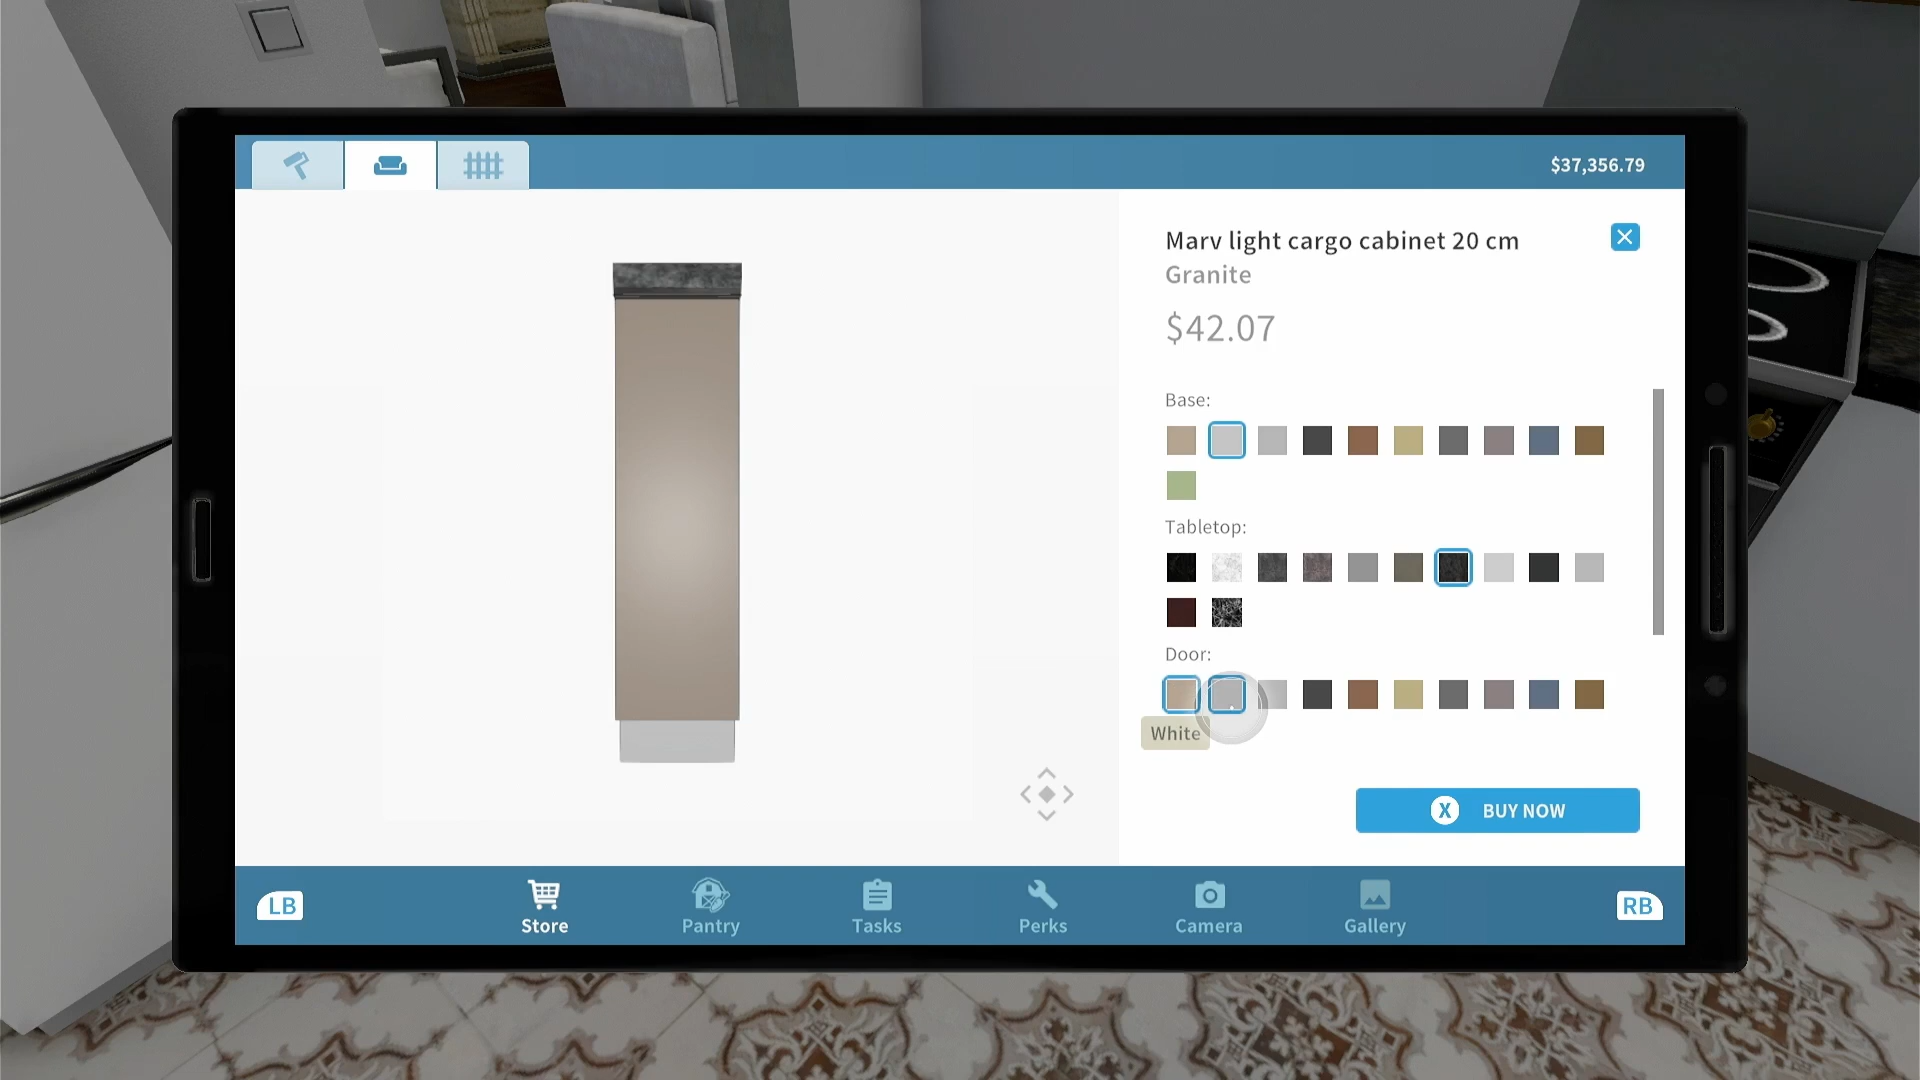 $37,356.79
Marv light cargo cabinet 20 cm
Granite
$42.07
Base:
Tabletop:
Door:
White
X BUY NOW
LB
Store
Pantry
Tasks
Perks
Camera
Gallery
RB